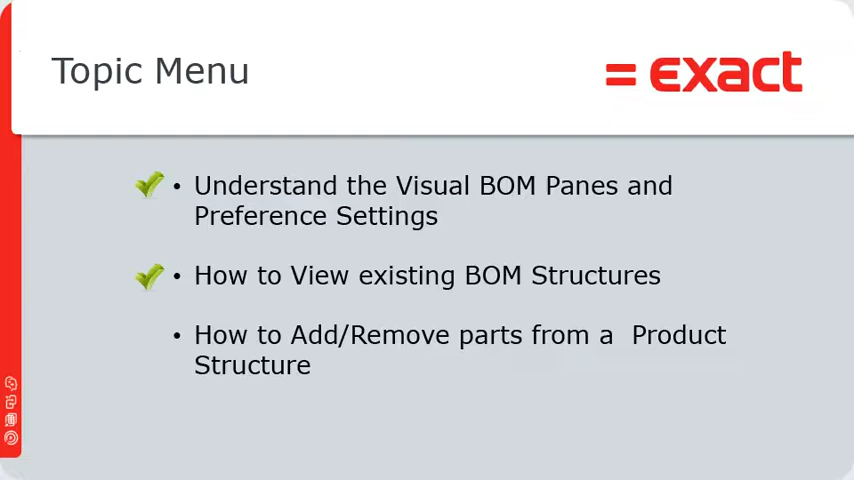 Topic Menu
= exact
• Understand the Visual BOM Panes and
Preference Settings
• How to View existing BOM Structures
• How to Add/Remove parts from a  Product
Structure